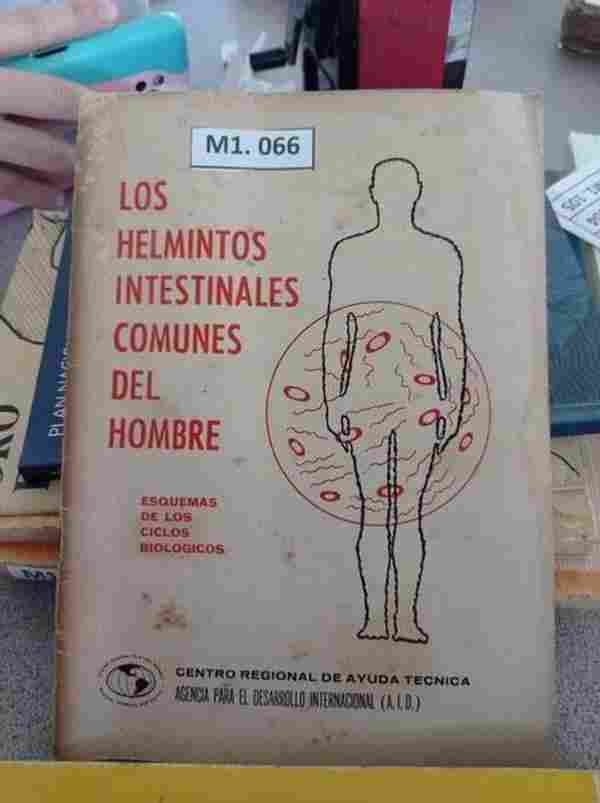 M1. 066
LOS
HELMINTOS
INTESTINALES
COMUNES
DEL
HOMBRE
ESQUEMAS
DE LOS
CICLOS
BIOLOGICOS
CENTRO REGIONAL DE AYUDA TECNICA
AGENCIA PARA EL DESARROLLO INTERNACIONAL (A.I.D.)